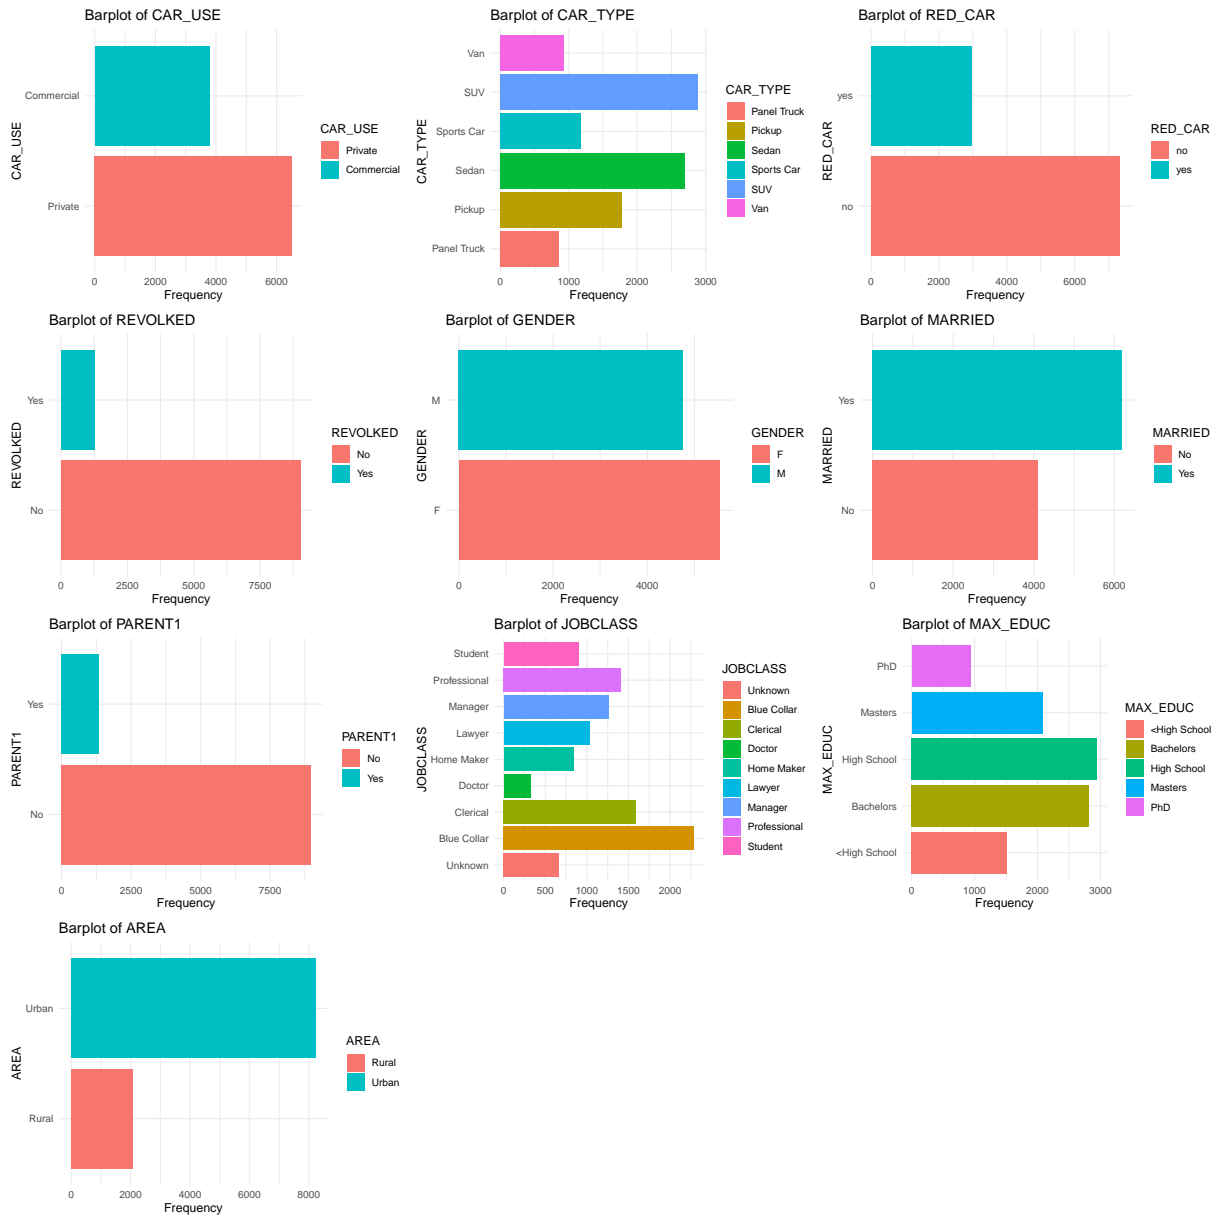 Barplot of CAR_USE
CAR_USE
Commercial
Private
0 2000 4000 6000
Frequency
CAR_USE
Private
Commercial
Barplot of CAR_TYPE
CAR_TYPE
Van
SUV
Sports Car
Sedan
Pickup
Panel Truck
0 1000 2000 3000
Frequency
CAR_TYPE
Panel Truck
Pickup
Sedan
Sports Car
SUV
Van
Barplot of RED_CAR
RED_CAR
yes
no
0 2000 4000 6000
Frequency
RED_CAR
no
yes
Barplot of REVOLKED
REVOLKED
Yes
No
0 2500 5000 7500
Frequency
REVOLKED
No
Yes
Barplot of GENDER
GENDER
M
F
0 2000 4000
Frequency
GENDER
F
M
Barplot of MARRIED
MARRIED
Yes
No
0 2000 4000 6000
Frequency
MARRIED
No
Yes
Barplot of PARENT1
PARENT1
Yes
No
0 2500 5000 7500
Frequency
PARENT1
No
Yes
Barplot of JOBCLASS
JOBCLASS
Student
Professional
Manager
Lawyer
Home Maker
Doctor
Clerical
Blue Collar
Unknown
0 500 1000 1500 2000
Frequency
JOBCLASS
Unknown
Blue Collar
Clerical
Doctor
Home Maker
Lawyer
Manager
Professional
Student
Barplot of MAX_EDUC
MAX_EDUC
PhD
Masters
High School
Bachelors
<High School
0 1000 2000 3000
Frequency
MAX_EDUC
<High School
Bachelors
High School
Masters
PhD
Barplot of AREA
AREA
Urban
Rural
0 2000 4000 6000 8000
Frequency
AREA
Rural
Urban